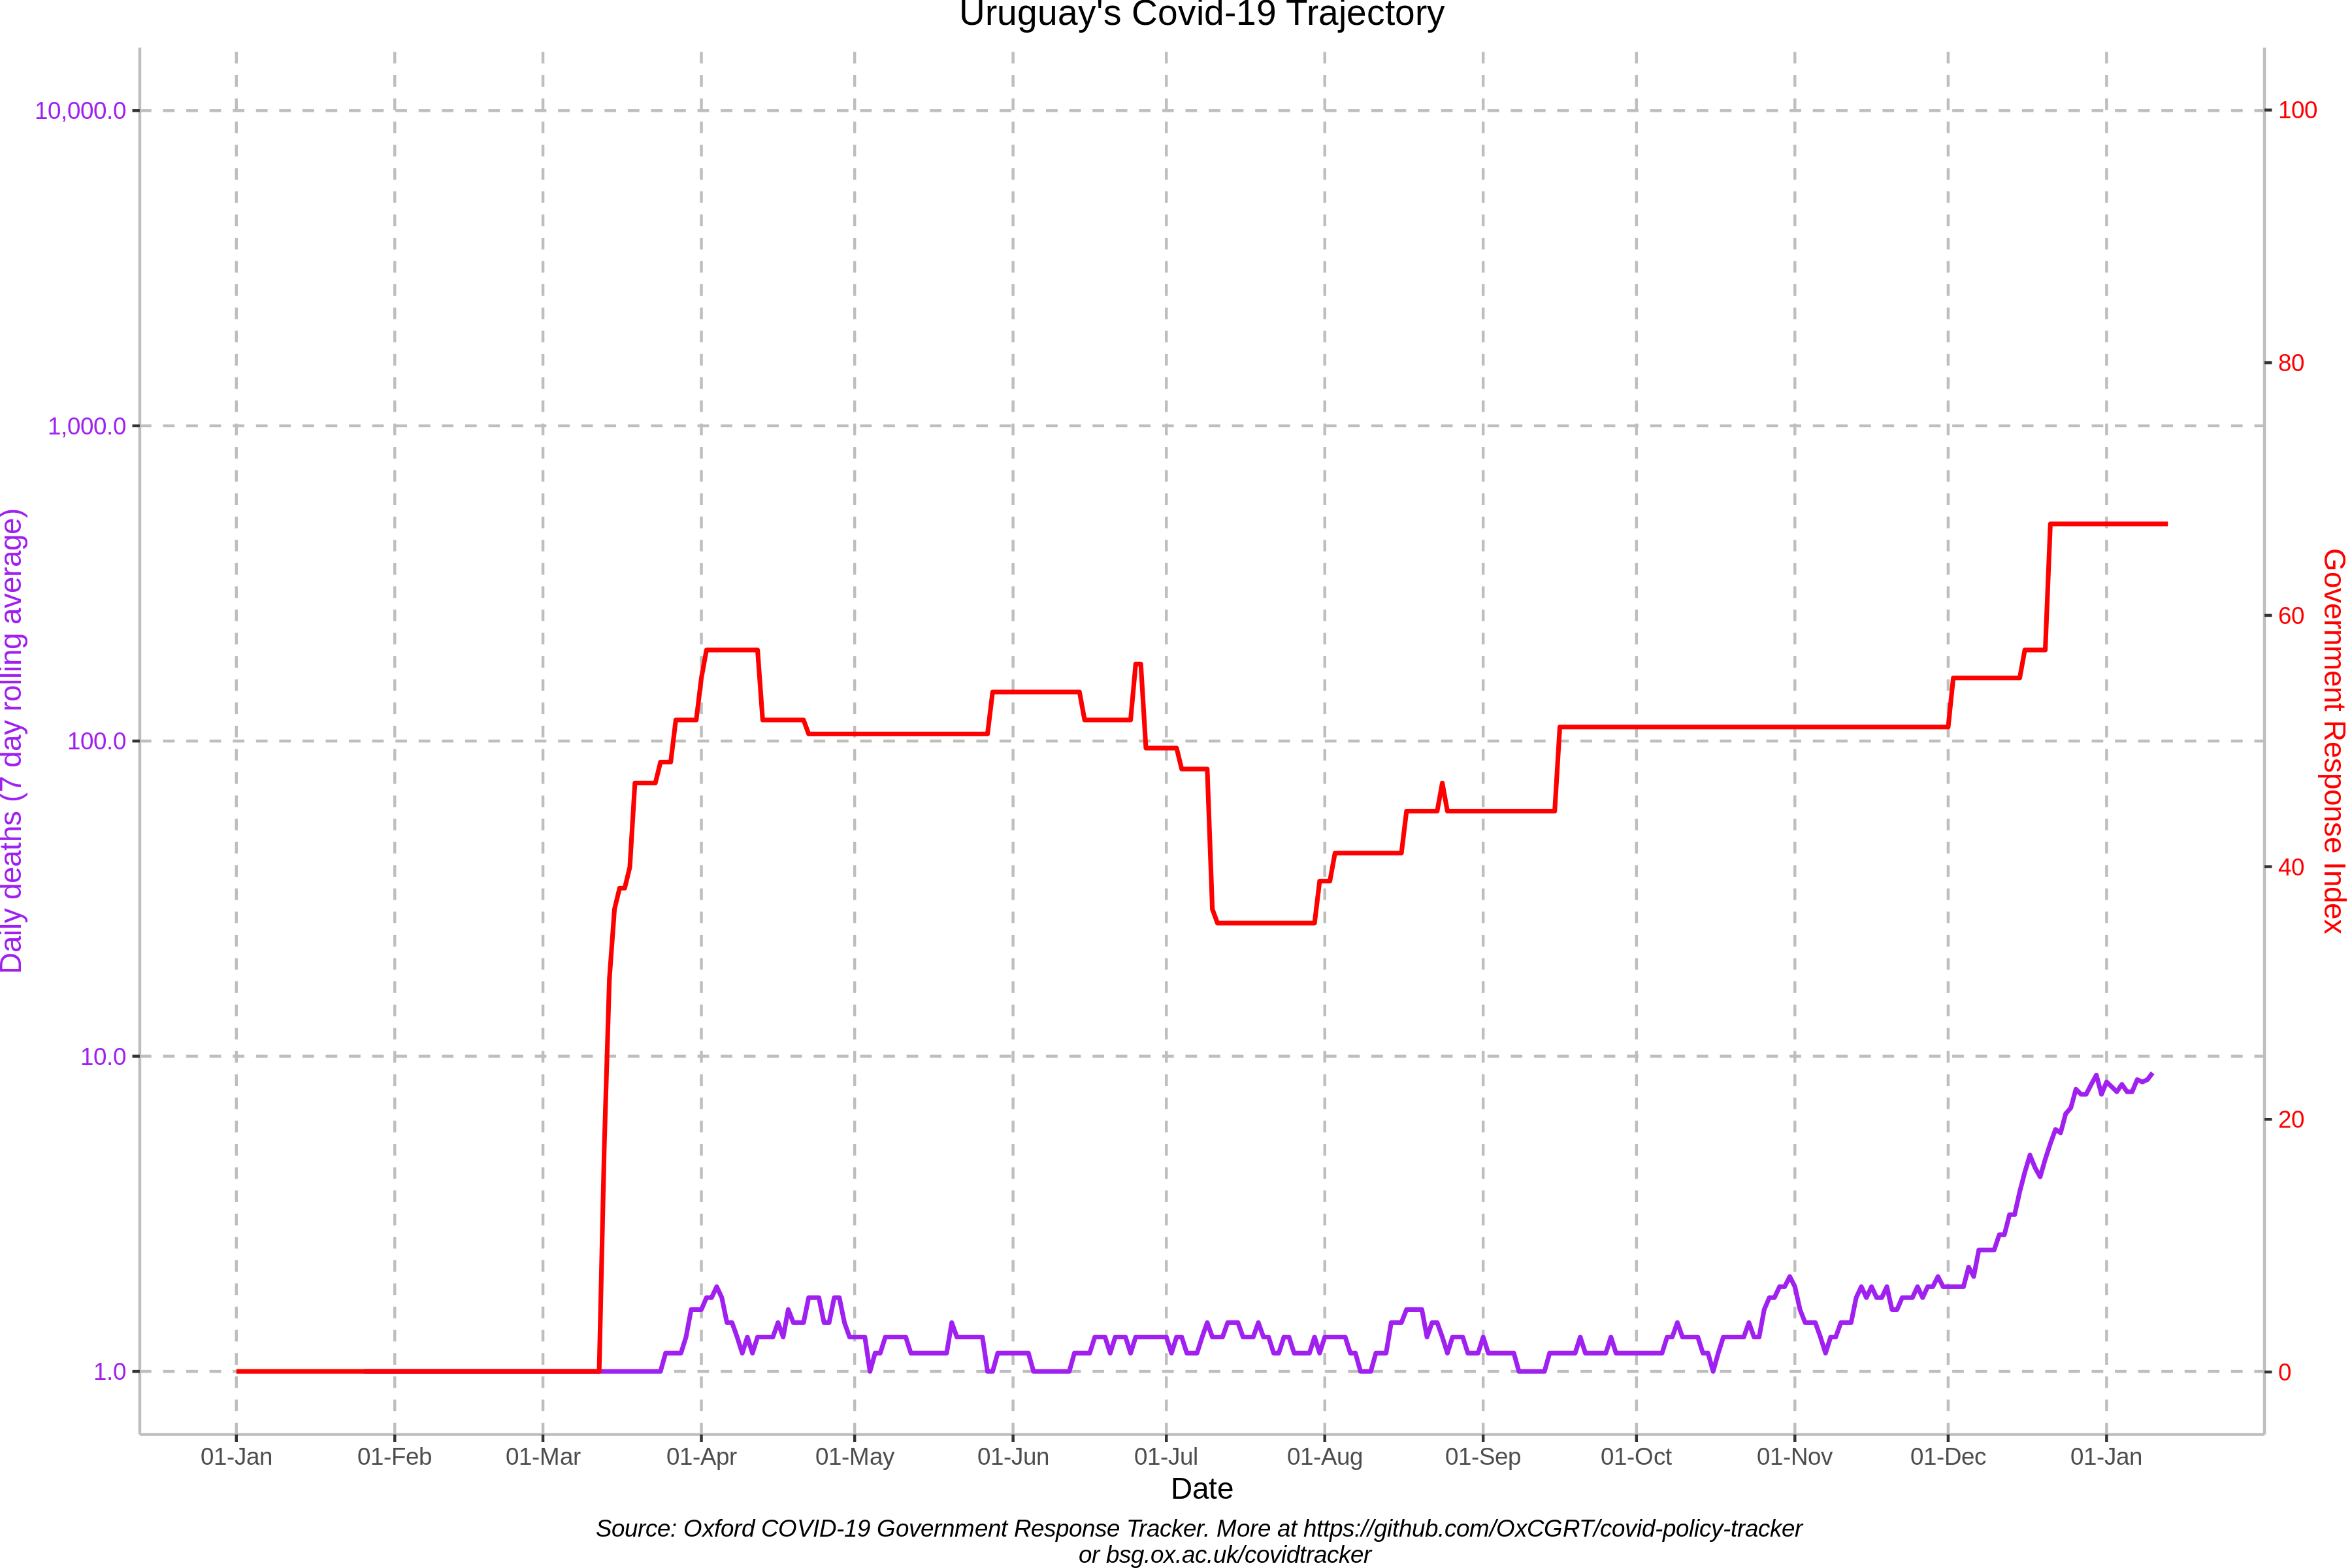 Uruguay's Covid-19 Trajectory
10,000.0
1,000.0
100.0
10.0
1.0
Daily deaths (7 day rolling average)
100
80
60
40
20
0
Government Response Index
01-Jan
01-Feb
01-Mar
01-Apr
01-May
01-Jun
01-Jul
01-Aug
01-Sep
01-Oct
01-Nov
01-Dec
01-Jan
Date
Source: Oxford COVID-19 Government Response Tracker. More at https://github.com/OxCGRT/covid-policy-tracker
or bsg.ox.ac.uk/covidtracker